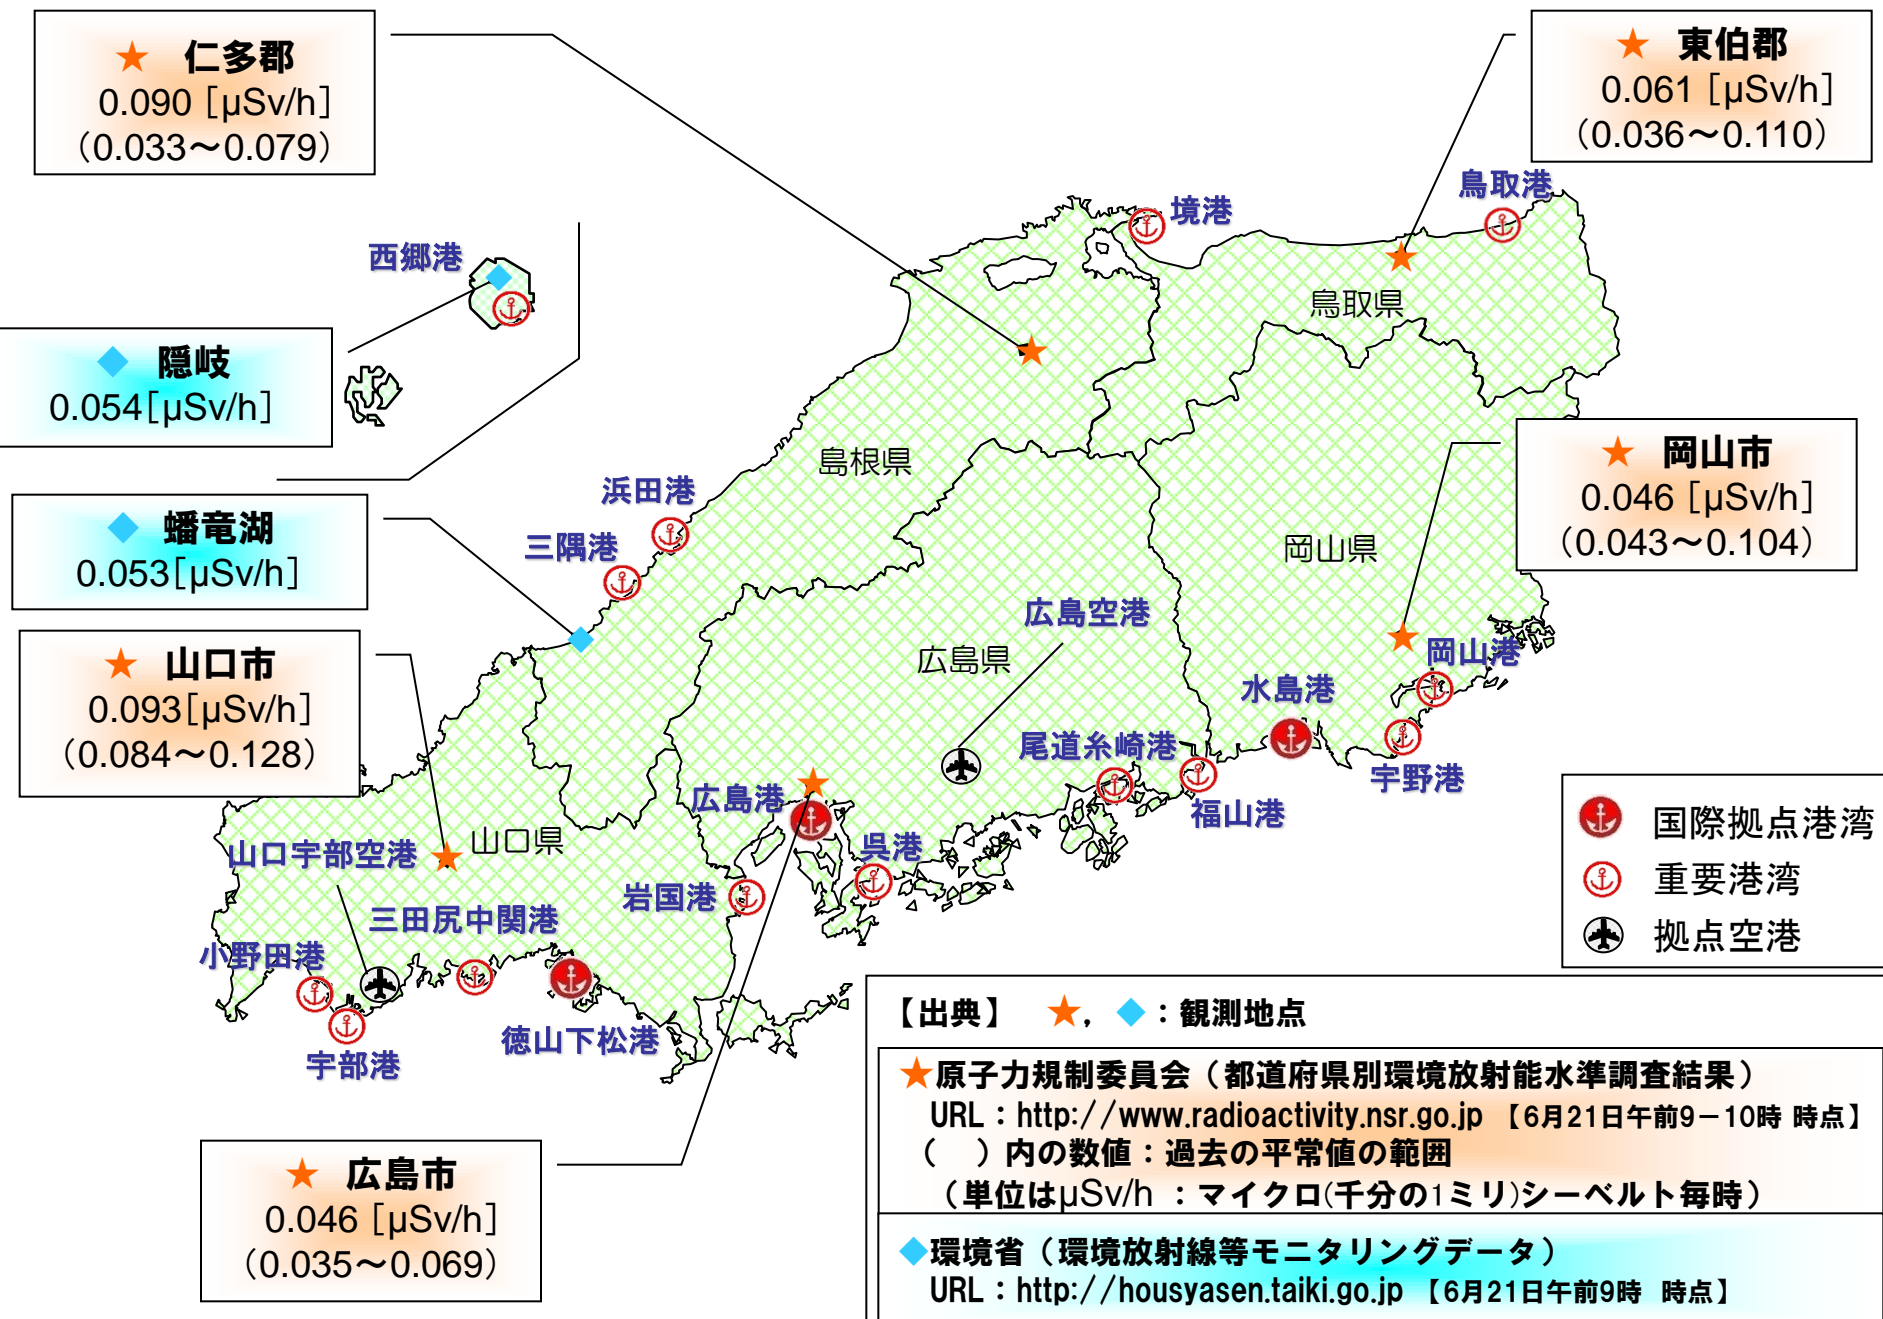 ★ 仁多郡
0.090 [μSv/h]
（0.033～0.079）
★ 東伯郡
0.061 [μSv/h]
（0.036～0.110）
鳥取港
境港
西郷港
鳥取県
◆ 隠岐
0.054[μSv/h]
島根県
★ 岡山市
0.046 [μSv/h]
（0.043～0.104）
浜田港
◆ 蟠竜湖
0.053[μSv/h]
三隅港
岡山県
広島空港
★ 山口市
0.093[μSv/h]
（0.084～0.128）
広島県
岡山港
水島港
尾道糸崎港
宇野港
広島港
福山港
国際拠点港湾
重要港湾
拠点空港
山口県
山口宇部空港
呉港
岩国港
三田尻中関港
小野田港
徳山下松港
宇部港
【出典】 ★，◆：観測地点
★原子力規制委員会（都道府県別環境放射能水準調査結果）
URL：http://www.radioactivity.nsr.go.jp 【6月21日午前9－10時 時点】
（ ）内の数値：過去の平常値の範囲
（単位はμSv/h ：マイクロ(千分の1ミリ)シーベルト毎時）
★ 広島市
0.046 [μSv/h]
（0.035～0.069）
◆環境省（環境放射線等モニタリングデータ）
URL：http://housyasen.taiki.go.jp 【6月21日午前9時 時点】